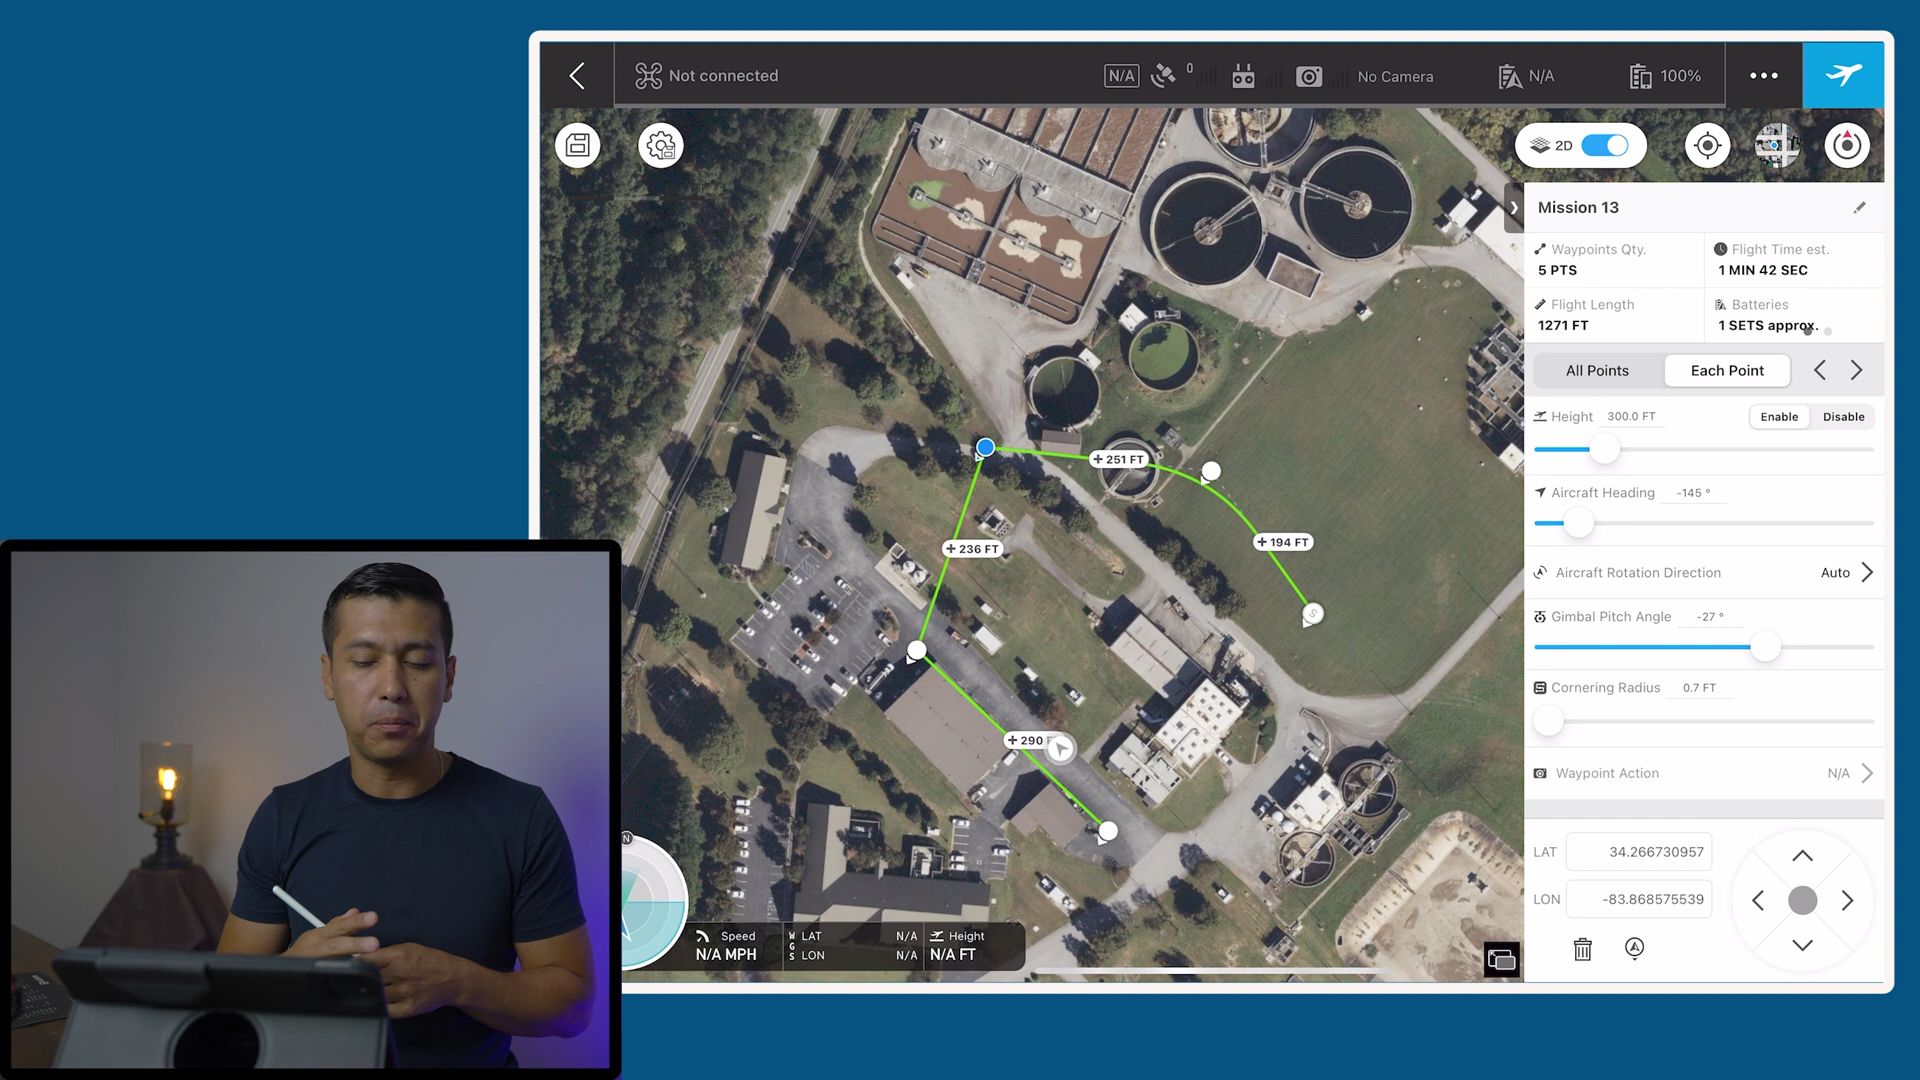 Not connected
N/A
0
No Camera
N/A
100%
2D
Mission 13
Waypoints Qty.
5 PTS
Flight Time est.
1 MIN 42 SEC
Flight Length
1271 FT
Batteries
1 SETS approx.
All Points
Each Point
Height
300.0 FT
Enable
Disable
Aircraft Heading
-145 °
Aircraft Rotation Direction
Auto
Gimbal Pitch Angle
-27 °
Cornering Radius
0.7 FT
Waypoint Action
N/A
LAT
34.266730957
LON
-83.868575539
+ 251 FT
+ 194 FT
S
+ 236 FT
+ 290
N
Speed
N/A MPH
WGS
LAT
N/A
LON
N/A
Height
N/A FT